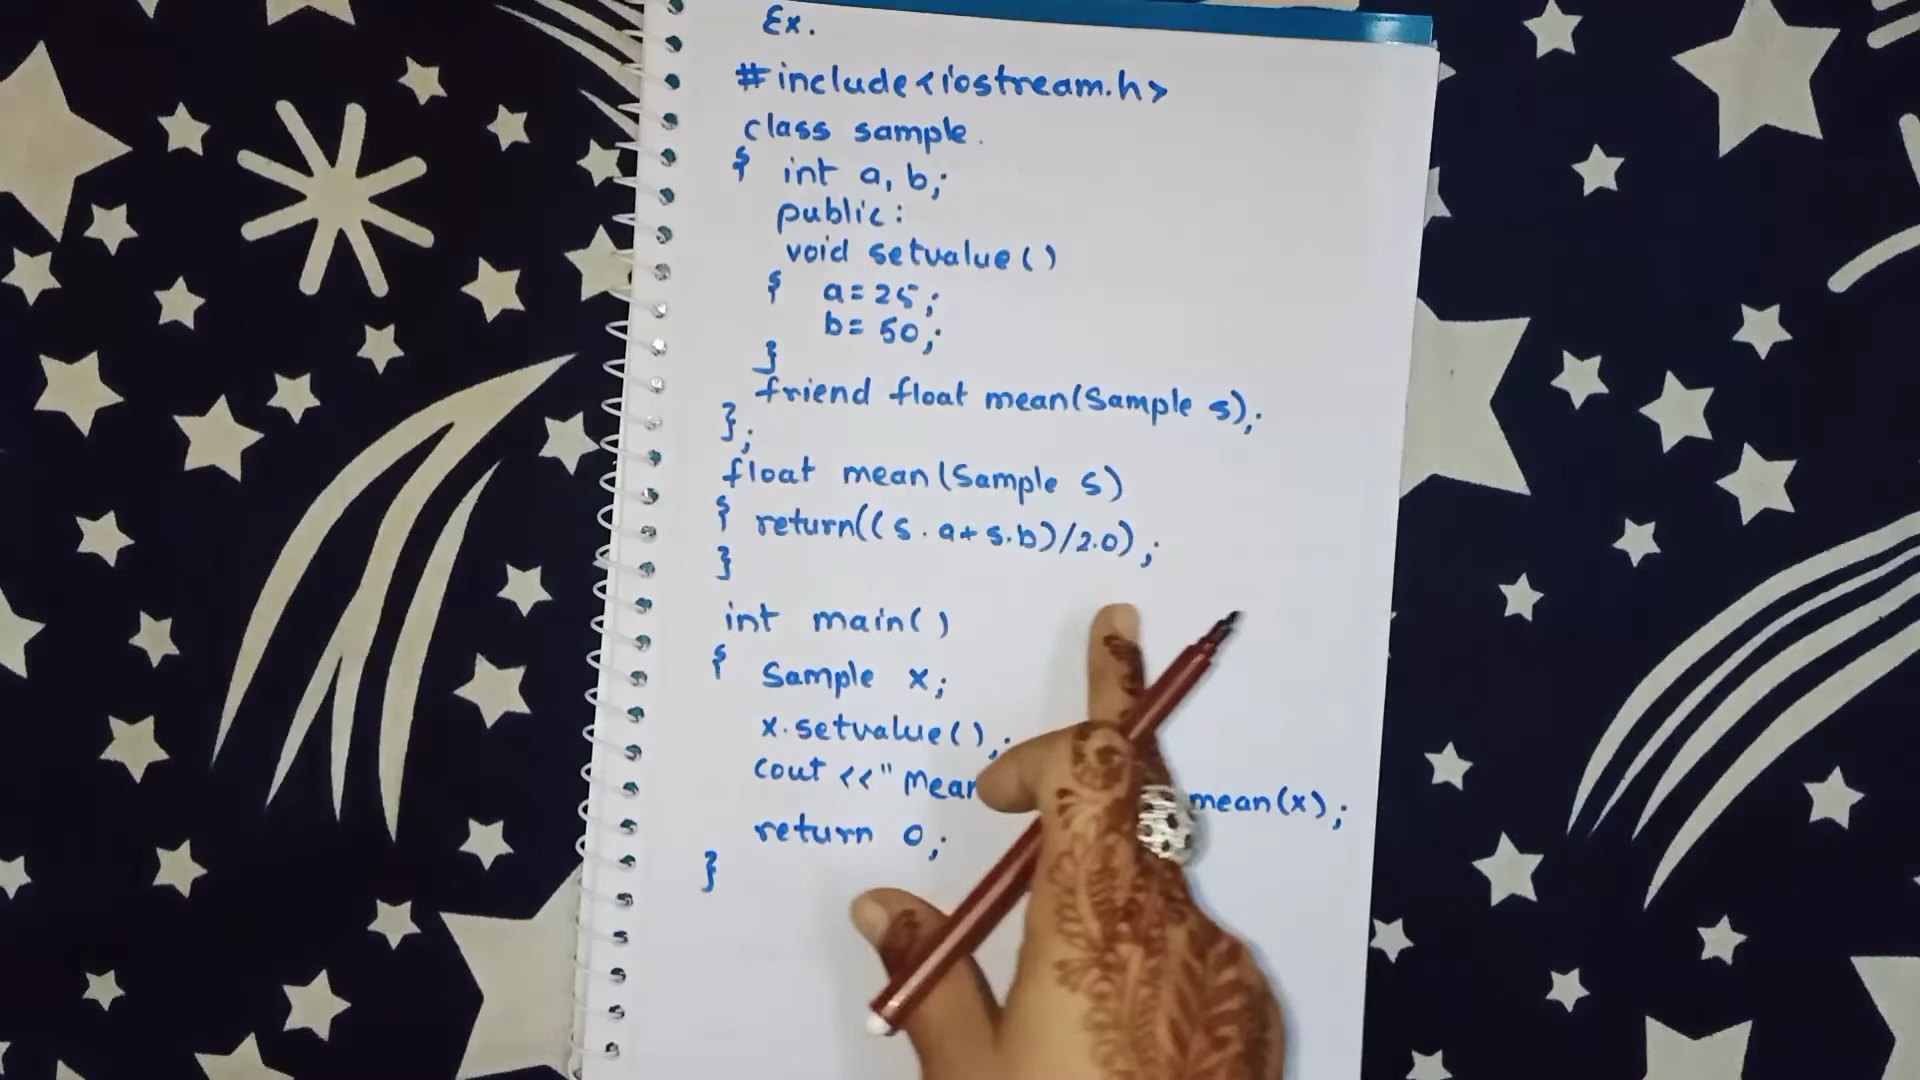 Ex.
#include<iostream.h>
class sample.
{ int a, b;
public:
void setvalue()
{ a=25;
b= 50;
}
friend float mean(Sample s);
};
float mean(Sample s)
{ return((s.a+s.b)/2.0);
}
int main()
{ Sample x;
x.setvalue();
cout <<" Mean mean(x);
return 0;
}